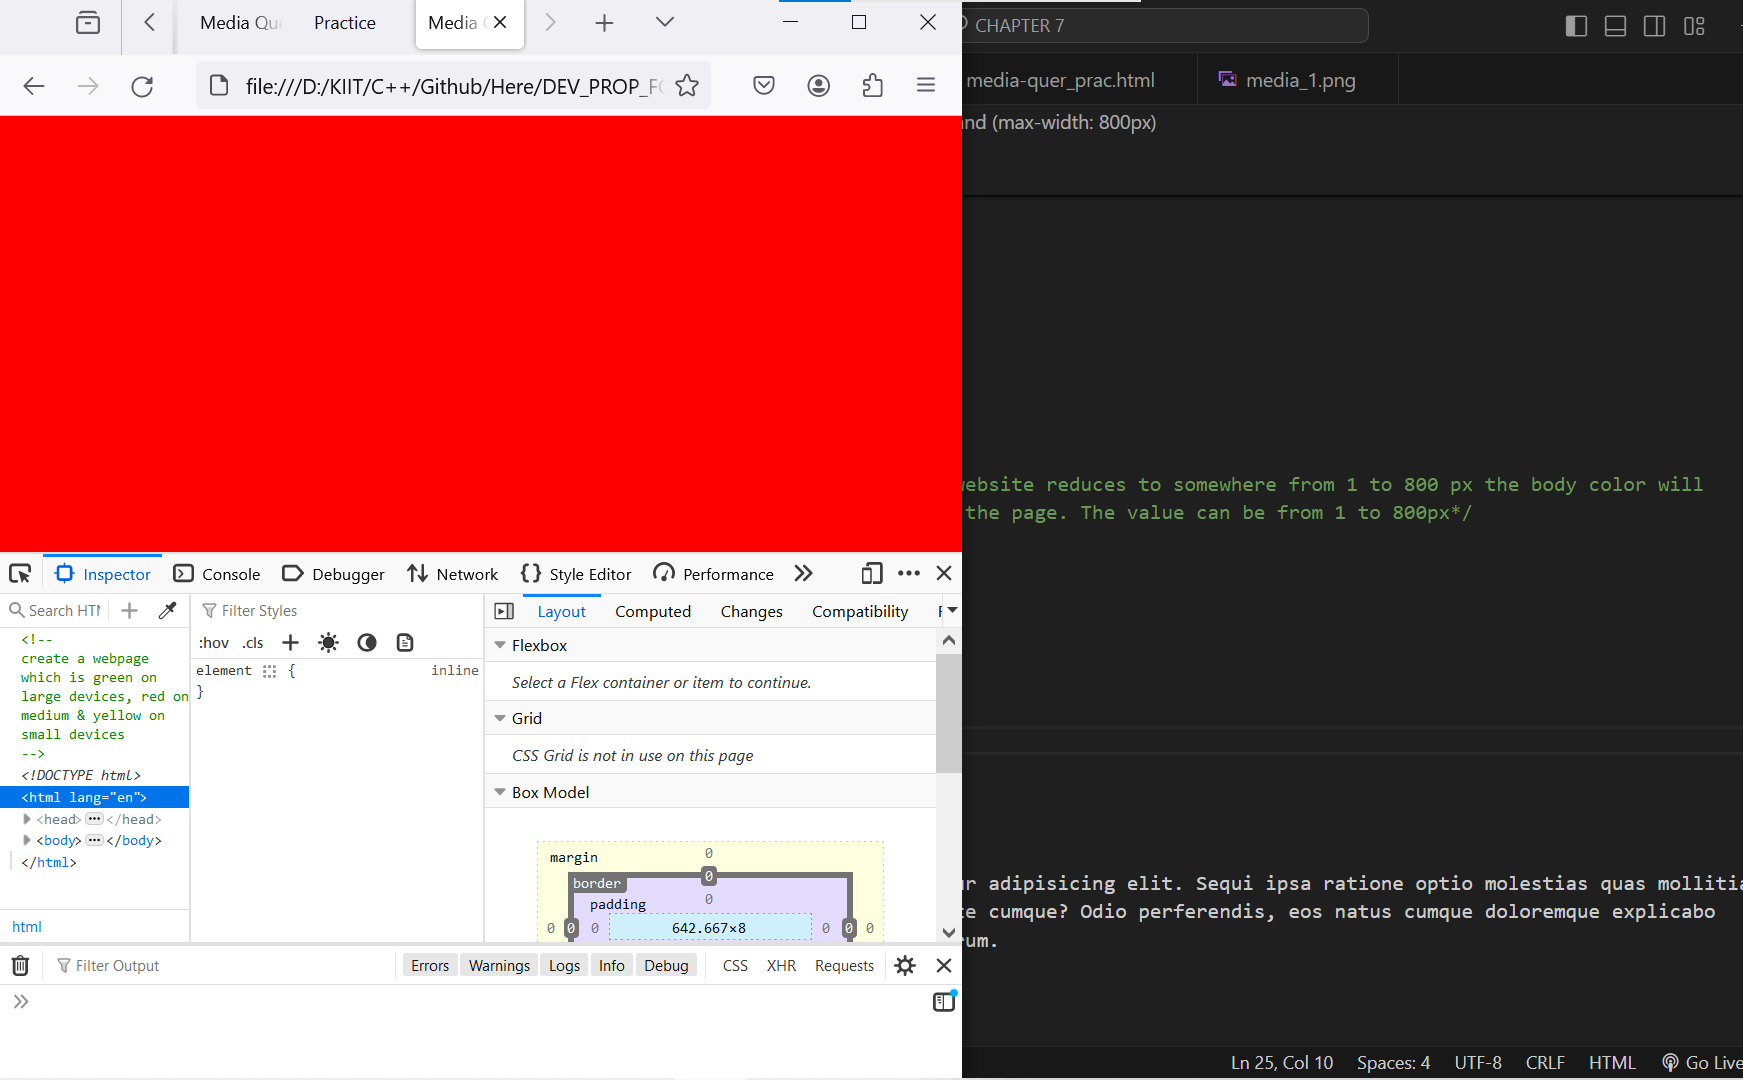 Media Que
Practice
Media
CHAPTER 7
file:///D:/KIIT/C++/Github/Here/DEV_PROP_FO
media-quer_prac.html
media_1.png
and (max-width: 800px)
website reduces to somewhere from 1 to 800 px the body color will
the page. The value can be from 1 to 800px*/
Inspector
Console
Debugger
Network
Style Editor
Performance
Search HTM
Filter Styles
Layout
Computed
Changes
Compatibility
:hov .cls
<!--
create a webpage
which is green on
large devices, red on
medium & yellow on
small devices
-->
<!DOCTYPE html>
<html lang="en">
<head> </head>
<body> </body>
</html>
html
element { inline
}
Flexbox
Select a Flex container or item to continue.
Grid
CSS Grid is not in use on this page
Box Model
margin 0
border 0
padding 0
0 0 0 642.667×8 0 0 0
ur adipisicing elit. Sequi ipsa ratione optio molestias quas mollitia
te cumque? Odio perferendis, eos natus cumque doloremque explicabo
rum.
Filter Output
Errors Warnings Logs Info Debug CSS XHR Requests
Ln 25, Col 10 Spaces: 4 UTF-8 CRLF HTML Go Live